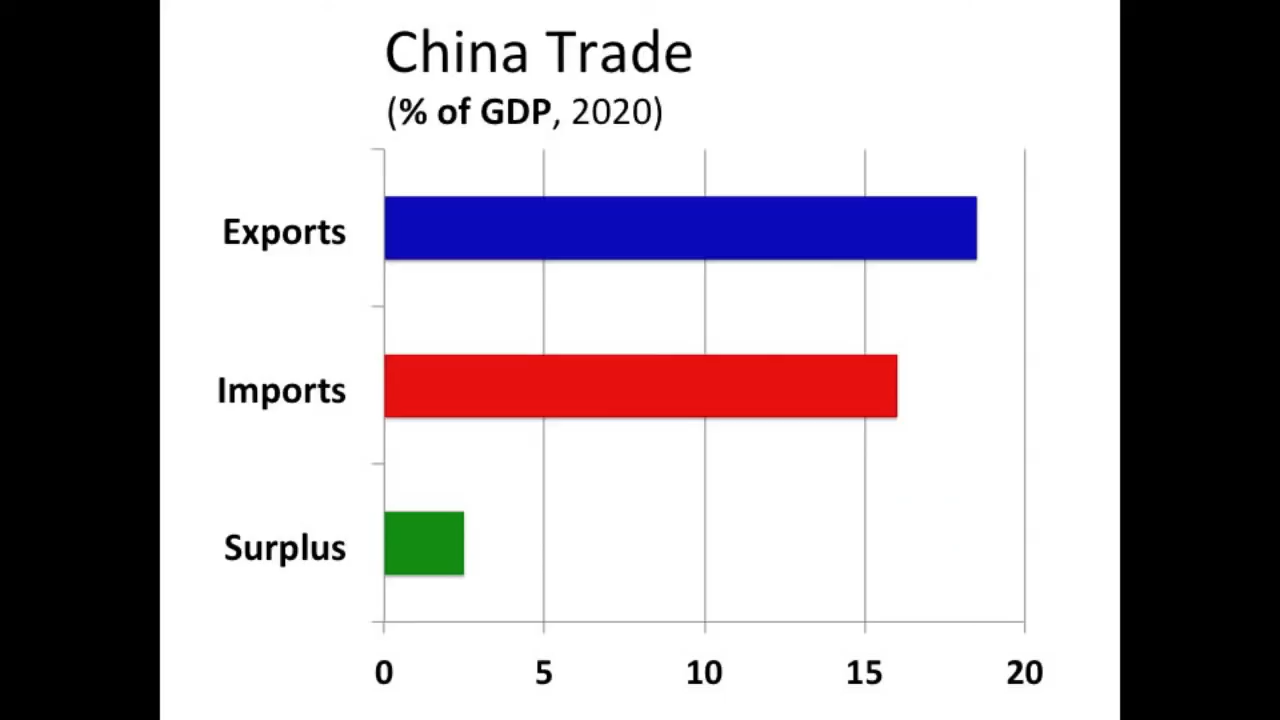 China Trade
(% of GDP, 2020)
Exports
Imports
Surplus
0 5 10 15 20